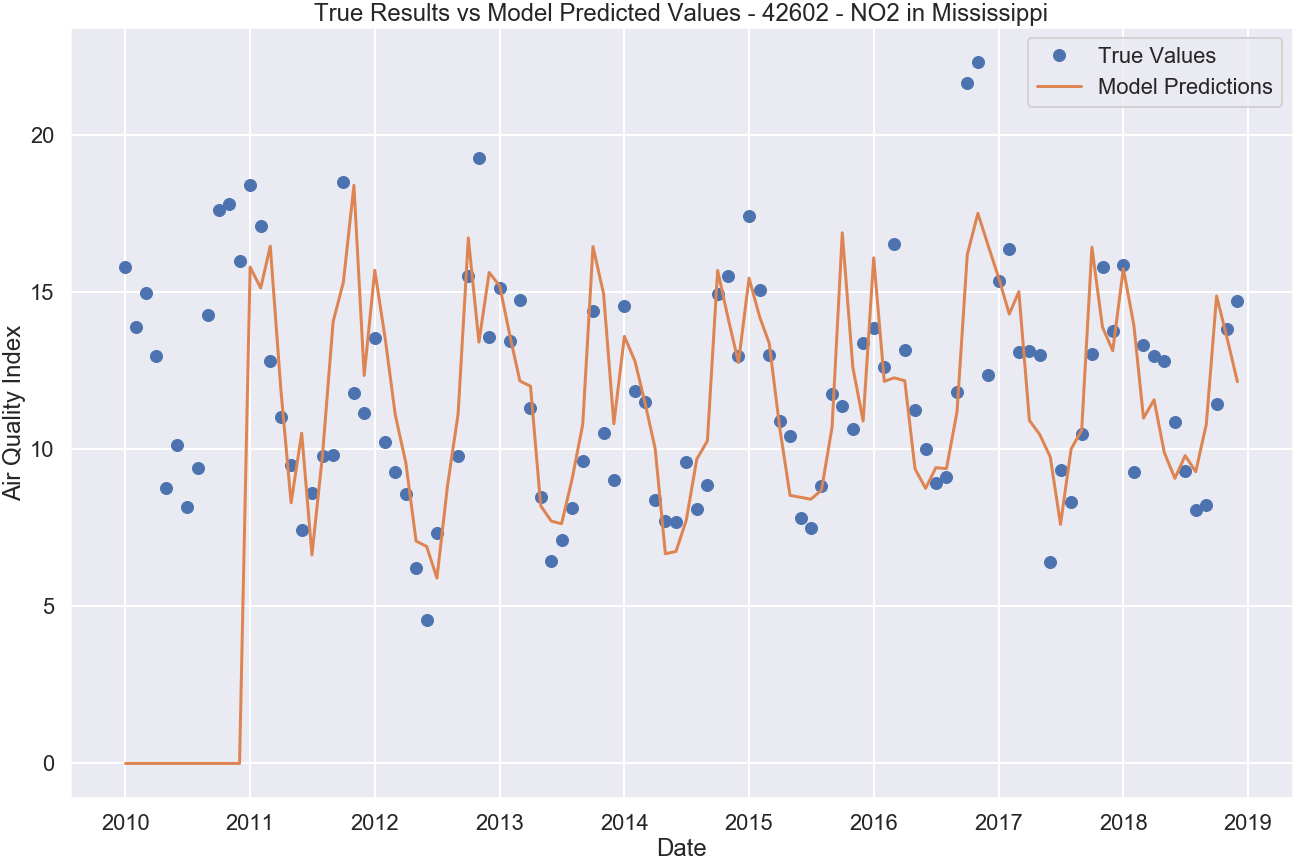 True Results vs Model Predicted Values - 42602 - NO2 in Mississippi
True Values
Model Predictions
Air Quality Index
20
15
10
5
0
2010 2011 2012 2013 2014 2015 2016 2017 2018 2019
Date